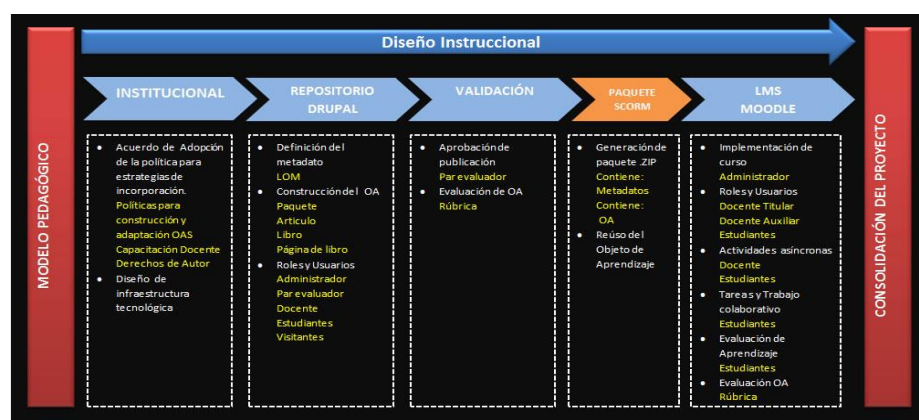 Diseño Instruccional
MODELO PEDAGÓGICO
INSTITUCIONAL
• Acuerdo de Adopción
de la política para
estrategias de
incorporación.
Políticas para
construcción y
adaptación OAS
Capacitación Docente
Derechos de Autor
• Diseño de
infraestructura
tecnológica
REPOSITORIO
DRUPAL
• Definición del
metadato
LOM
• Construcción del OA
Paquete
Articulo
Libro
Página de libro
• Roles y Usuarios
Administrador
Par evaluador
Docente
Estudiantes
Visitantes
VALIDACIÓN
• Aprobación de
publicación
Par evaluador
• Evaluación de OA
Rúbrica
PAQUETE
SCORM
• Generación de
paquete .ZIP
Contiene:
Metadatos
Contiene:
OA
• Reúso del
Objeto de
Aprendizaje
LMS
MOODLE
• Implementación de
curso
Administrador
• Roles y Usuarios
Docente Titular
Docente Auxiliar
Estudiantes
• Actividades asíncronas
Docente
Estudiantes
• Tareas y Trabajo
colaborativo
Estudiantes
• Evaluación de
Aprendizaje
Estudiantes
• Evaluación OA
Rúbrica
CONSOLIDACIÓN DEL PROYECTO